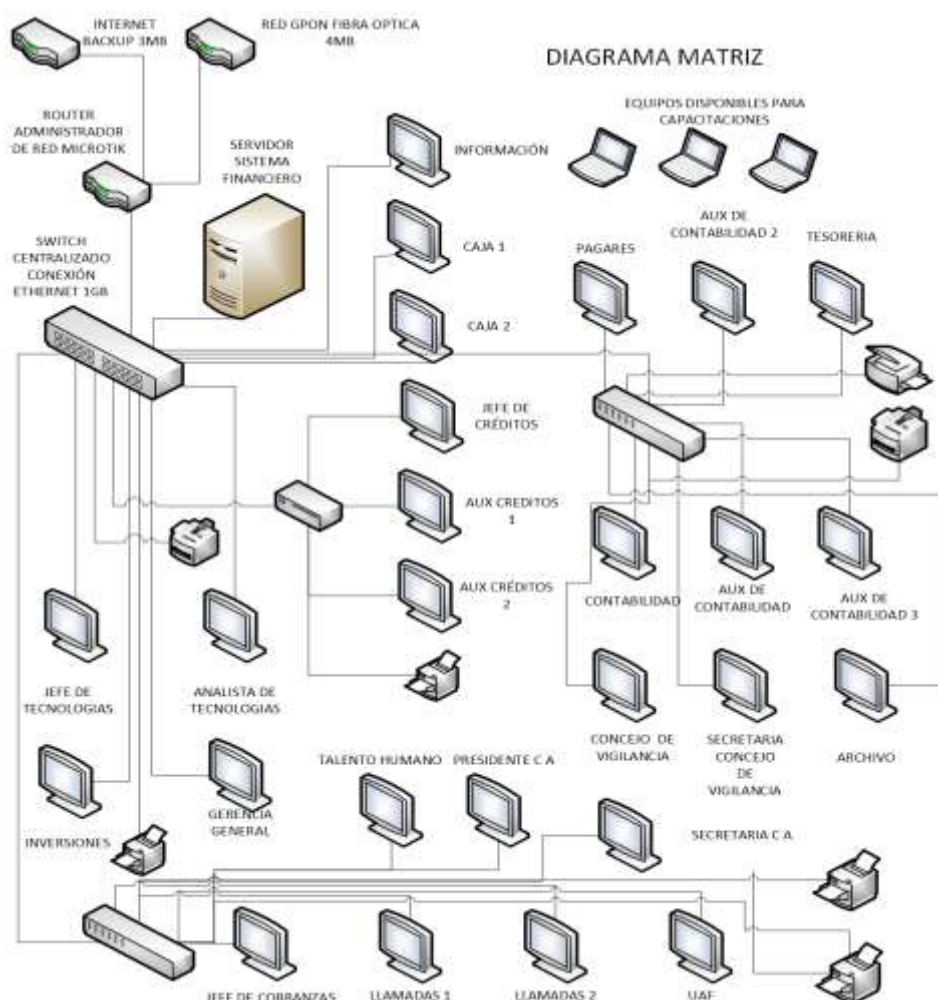 INTERNET
BACKUP 3MB
RED GPON FIBRA OPTICA
4MB
DIAGRAMA MATRIZ
ROUTER
ADMINISTRADOR
DE RED MICROTIK
SERVIDOR
SISTEMA
FINANCIERO
INFORMACIÓN
EQUIPOS DISPONIBLES PARA
CAPACITACIONES
SWITCH
CENTRALIZADO
CONEXIÓN
ETHERNET 1GB
CAJA 1
CAJA 2
PAGARES
AUX DE
CONTABILIDAD 2
TESORERIA
JEFE DE
CRÉDITOS
AUX CREDITOS
1
AUX CRÉDITOS
2
CONTABILIDAD
AUX DE
CONTABILIDAD
AUX DE
CONTABILIDAD 3
JEFE DE
TECNOLOGIAS
ANALISTA DE
TECNOLOGIAS
CONCEJO DE
VIGILANCIA
SECRETARIA
CONCEJO
DE
VIGILANCIA
ARCHIVO
INVERSIONES
GERENCIA
GENERAL
TALENTO HUMANO
PRESIDENTE C A
SECRETARIA C A
JEFE DE COBRANZAS
LLAMADAS 1
LLAMADAS 2
UAF